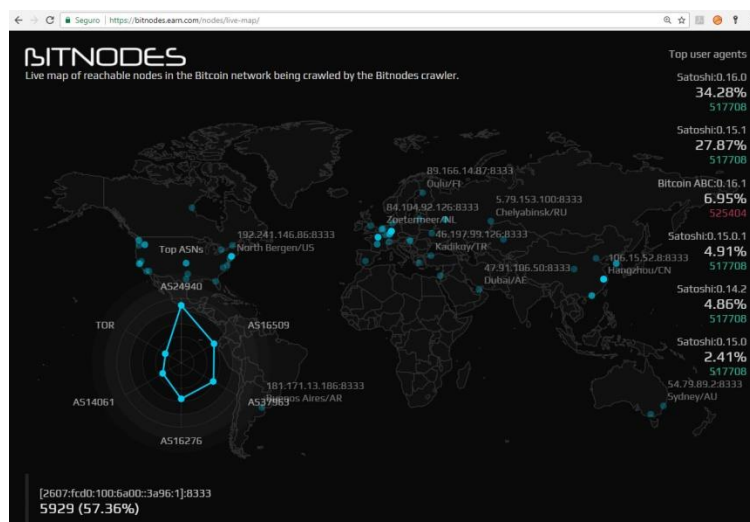 Seguro | https://bitnodes.earn.com/nodes/live-map/
BITNODES
Live map of reachable nodes in the Bitcoin network being crawled by the Bitnodes crawler.
Top user agents
Satoshi:0.16.0
34.28%
517708
Satoshi:0.15.1
27.87%
517708
Bitcoin ABC:0.16.1
6.95%
525404
Satoshi:0.15.0.1
4.91%
517708
Satoshi:0.14.2
4.86%
517708
Satoshi:0.15.0
2.41%
517708
89.166.14.87:8333
Oulu/FI
84.104.92.126:8333
Zoetermeer/NL
5.79.153.100:8333
Chelyabinsk/RU
192.241.146.86:8333
North Bergen/US
46.197.99.126:8333
Kadikoy/TR
47.91.106.50:8333
Dubai/AE
106.15.52.8:8333
Hangzhou/CN
181.171.13.186:8333
Buenos Aires/AR
54.79.89.2:8333
Sydney/AU
Top ASNs
AS24940
TOR
AS16509
AS14061
AS37963
AS16276
[2607:fcd0:100:6a00::3a96:1]:8333
5929 (57.36%)